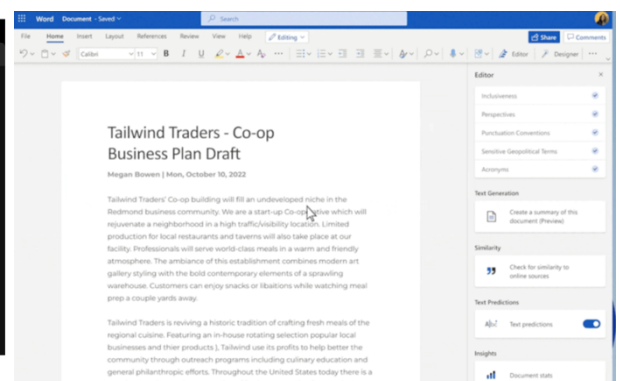 Word Document - Saved
Search
File Home Insert Layout References Review View Help Editing Share Comments
Calibri 11 B I U A Editor Designer
Editor
Inclusiveness
Perspectives
Punctuation Conventions
Sensitive Geopolitical Terms
Acronyms
Text Generation
Create a summary of this
document (Preview)
Similarity
Check for similarity to
online sources
Text Predictions
Text predictions
Insights
Document stats
Tailwind Traders - Co-op
Business Plan Draft
Megan Bowen | Mon, October 10, 2022
Tailwind Traders' Co-op building will fill an undeveloped niche in the
Redmond business community. We are a start-up Co-operative which will
rejuvenate a neighborhood in a high traffic/visibility location. Limited
production for local restaurants and taverns will also take place at our
facility. Professionals will serve world-class meals in a warm and friendly
atmosphere. The ambiance of this establishment combines modern art
gallery styling with the bold contemporary elements of a sprawling
warehouse. Customers can enjoy snacks or libaitions while watching meal
prep a couple yards away.
Tailwind Traders is reviving a historic tradition of crafting fresh meals of the
regional cuisine. Featuring an in-house rotating selection popular local
businesses and thier products.), Tailwind use its profits to help better the
community through outreach programs including culinary education and
general philanthropic efforts. Throughout the United States today there is a